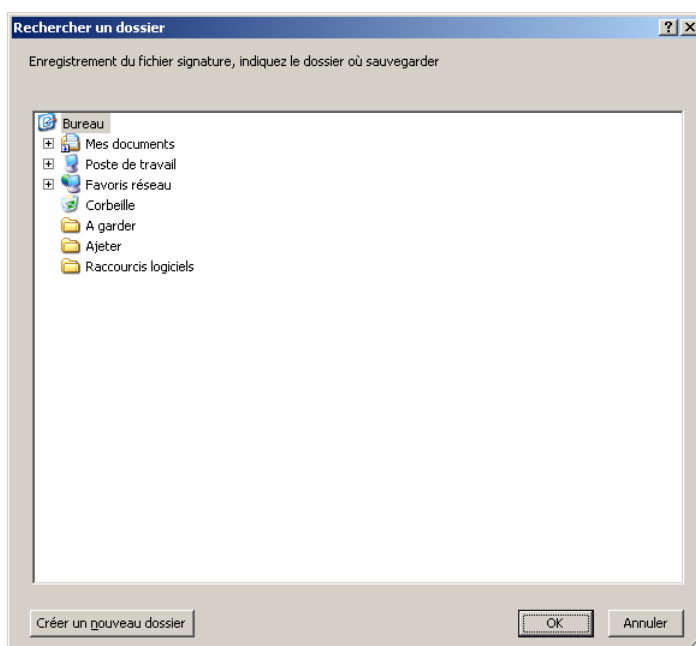 Rechercher un dossier
Enregistrement du fichier signature, indiquez le dossier où sauvegarder
Bureau
Mes documents
Poste de travail
Favoris réseau
Corbeille
A garder
Ajeter
Raccourcis logiciels
Créer un nouveau dossier OK Annuler